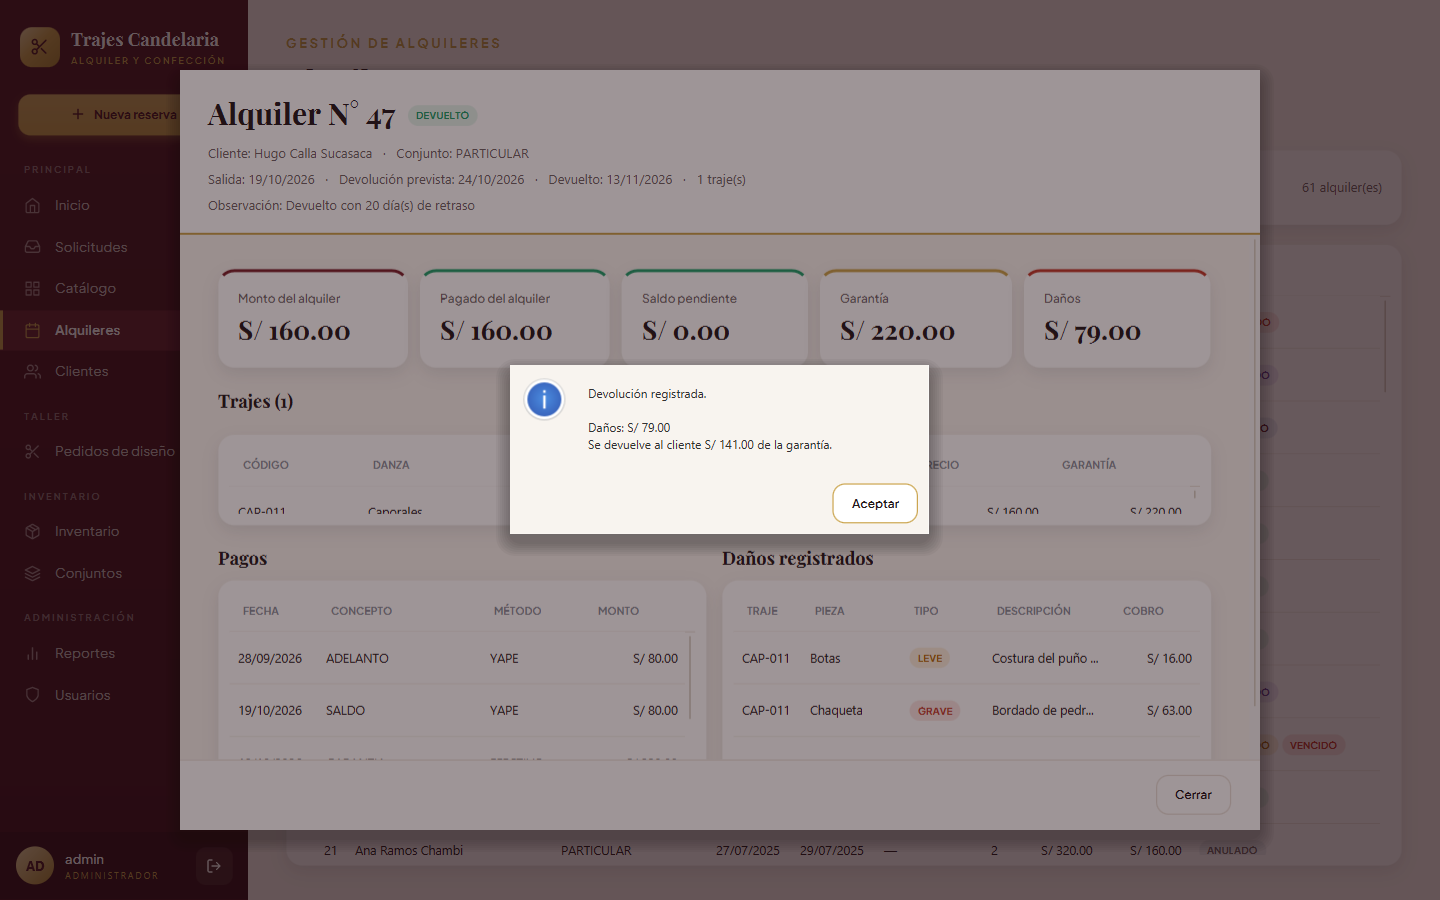 Trajes Candelaria
ALQUILER Y CONFECCIÓN
Nueva reserva
PRINCIPAL
Inicio
Solicitudes
Catálogo
Alquileres
Clientes
TALLER
Pedidos de diseño
INVENTARIO
Inventario
Conjuntos
ADMINISTRACIÓN
Reportes
Usuarios
AD
admin
ADMINISTRADOR
GESTIÓN DE ALQUILERES
61 alquiler(es)
Alquiler N° 47 DEVUELTO
Cliente: Hugo Calla Sucasaca · Conjunto: PARTICULAR
Salida: 19/10/2026 · Devolución prevista: 24/10/2026 · Devuelto: 13/11/2026 · 1 traje(s)
Observación: Devuelto con 20 día(s) de retraso
Monto del alquiler
S/ 160.00
Pagado del alquiler
S/ 160.00
Saldo pendiente
S/ 0.00
Garantía
S/ 220.00
Daños
S/ 79.00
Trajes (1)
CÓDIGO DANZA GARANTÍA
CAP-011 Caporales S/ 160.00 S/ 220.00
Devolución registrada.
Daños: S/ 79.00
Se devuelve al cliente S/ 141.00 de la garantía.
Aceptar
Pagos
FECHA CONCEPTO MÉTODO MONTO
28/09/2026 ADELANTO YAPE S/ 80.00
19/10/2026 SALDO YAPE S/ 80.00
Daños registrados
TRAJE PIEZA TIPO DESCRIPCIÓN COBRO
CAP-011 Botas LEVE Costura del puño ... S/ 16.00
CAP-011 Chaqueta GRAVE Bordado de pedr... S/ 63.00
Cerrar
VENCIDO
21 Ana Ramos Chambi PARTICULAR 27/07/2025 29/07/2025 — 2 S/ 320.00 S/ 160.00 ANULADO